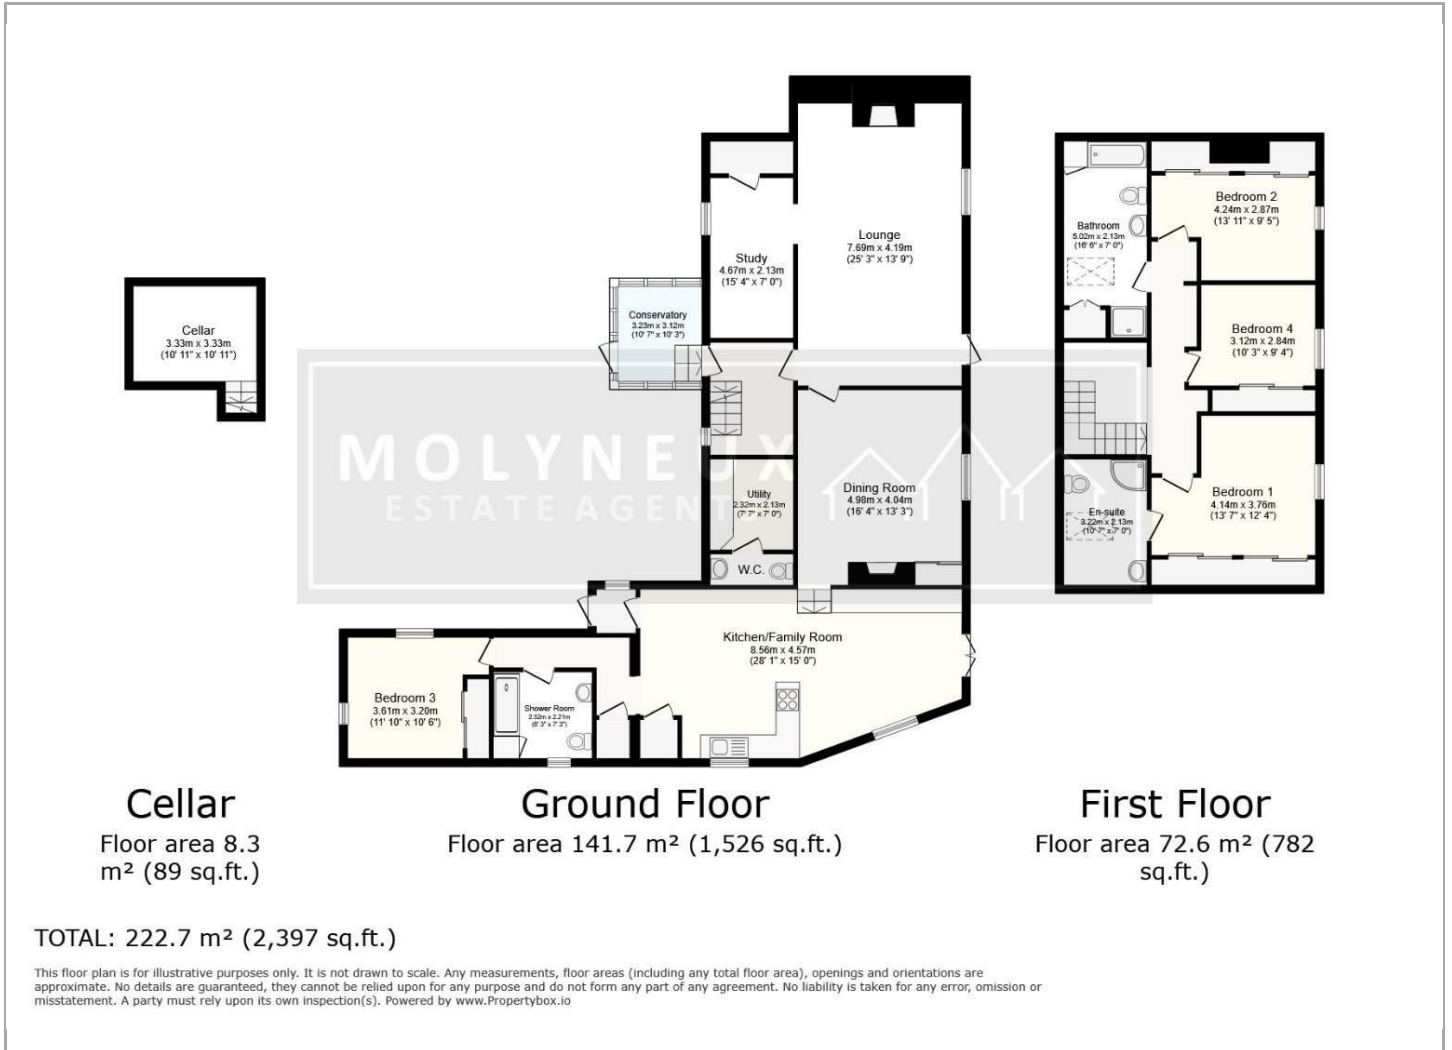 Lounge
7.69m x 4.19m
(25' 3" x 13' 9")
Study
4.67m x 2.13m
(15' 4" x 7' 0")
Conservatory
3.23m x 3.12m
(10' 7" x 10' 3")
Cellar
3.33m x 3.33m
(10' 11" x 10' 11")
Bathroom
5.02m x 2.13m
(16' 6" x 7' 0")
Bedroom 2
4.24m x 2.87m
(13' 11" x 9' 5")
Bedroom 4
3.12m x 2.84m
(10' 3" x 9' 4")
MOLYNEUX
ESTATE AGENT
Utility
2.32m x 2.13m
(7' 7" x 7' 0")
Dining Room
4.98m x 4.04m
(16' 4" x 13' 3")
W.C.
Bedroom 1
4.14m x 3.76m
(13' 7" x 12' 4")
En-suite
3.22m x 2.13m
(10' 7" x 7' 0")
Kitchen/Family Room
8.56m x 4.57m
(28' 1" x 15' 0")
Bedroom 3
3.61m x 3.20m
(11' 10" x 10' 6")
Shower Room
2.52m x 2.21m
(8' 3" x 7' 3")
Cellar
Floor area 8.3
m² (89 sq.ft.)
Ground Floor
Floor area 141.7 m² (1,526 sq.ft.)
First Floor
Floor area 72.6 m² (782
sq.ft.)
TOTAL: 222.7 m² (2,397 sq.ft.)
This floor plan is for illustrative purposes only. It is not drawn to scale. Any measurements, floor areas (including any total floor area), openings and orientations are
approximate. No details are guaranteed, they cannot be relied upon for any purpose and do not form any part of any agreement. No liability is taken for any error, omission or
misstatement. A party must rely upon its own inspection(s). Powered by www.Propertybox.io